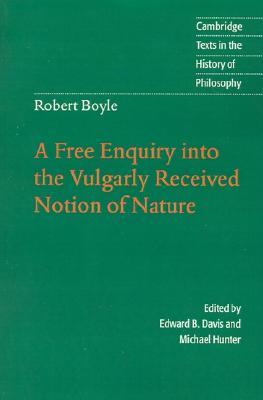 Cambridge
Texts in the
History of
Philosophy
Robert Boyle
A Free Enquiry into
the Vulgarly Received
Notion of Nature
Edited by
Edward B. Davis and
Michael Hunter